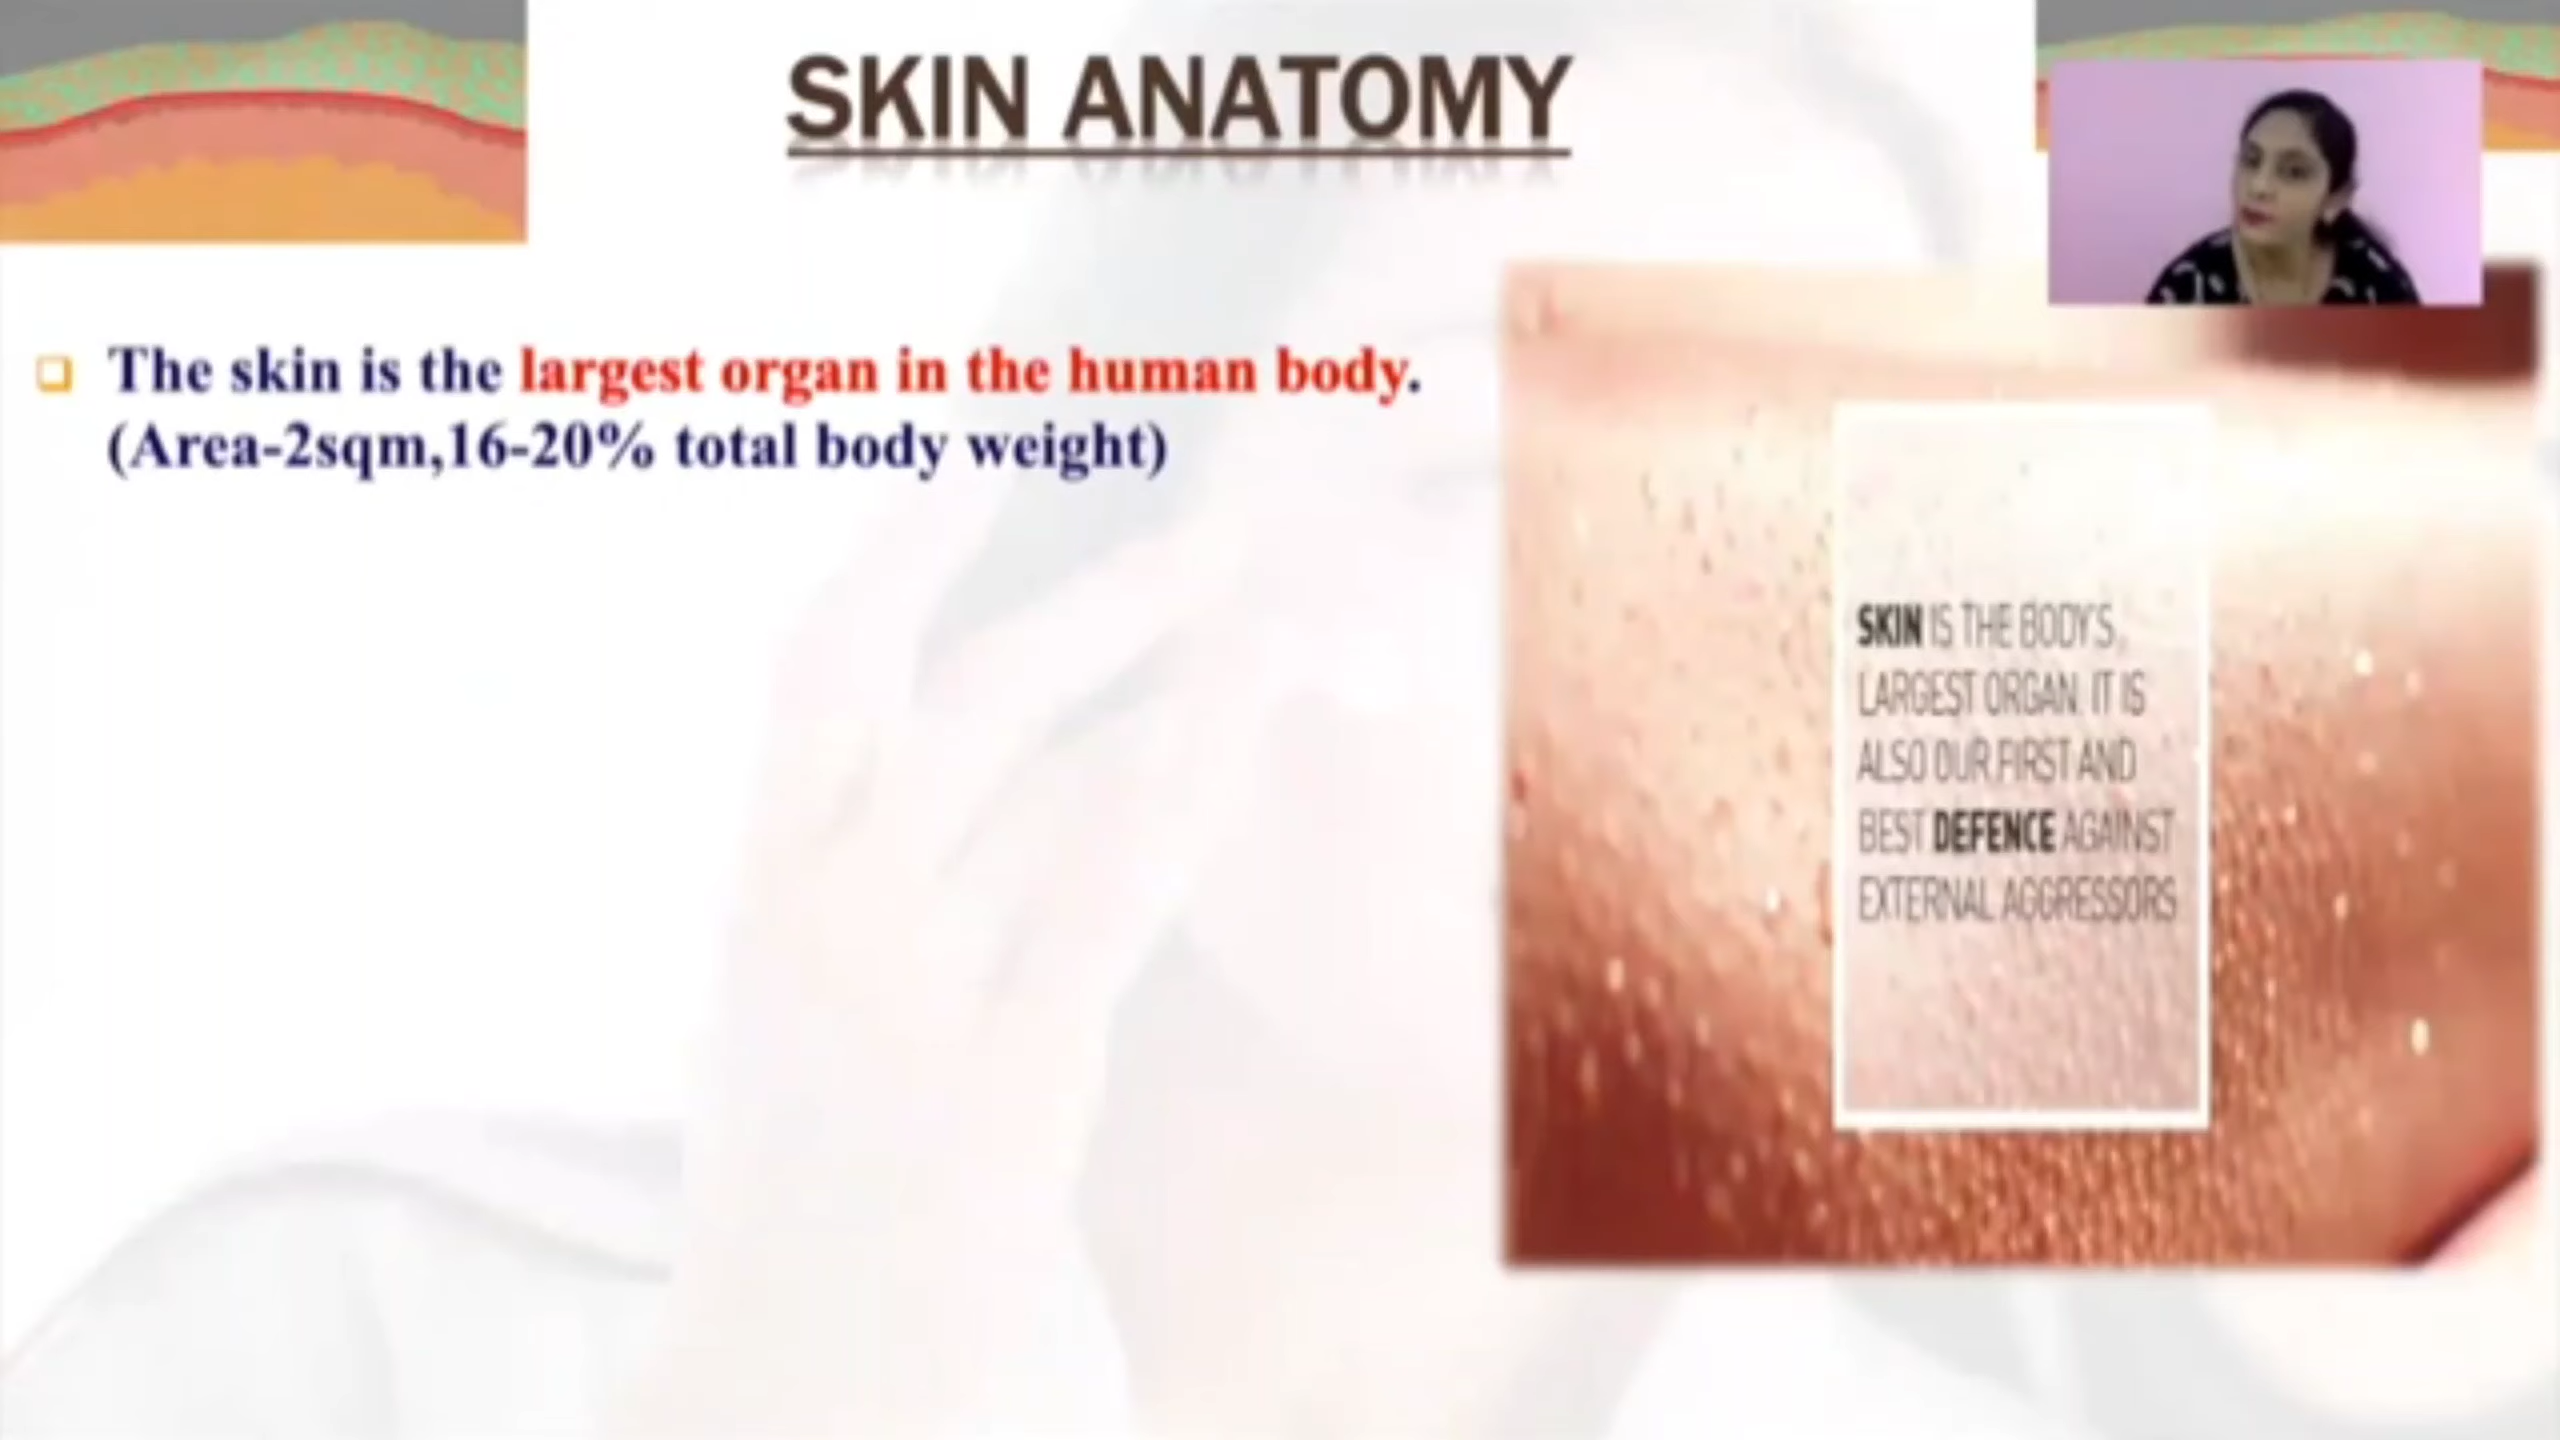 SKIN ANATOMY
The skin is the largest organ in the human body.
(Area-2sqm,16-20% total body weight)
SKIN IS THE BODY'S
LARGEST ORGAN. IT IS
ALSO OUR FIRST AND
BEST DEFENCE AGAINST
EXTERNAL AGGRESSORS